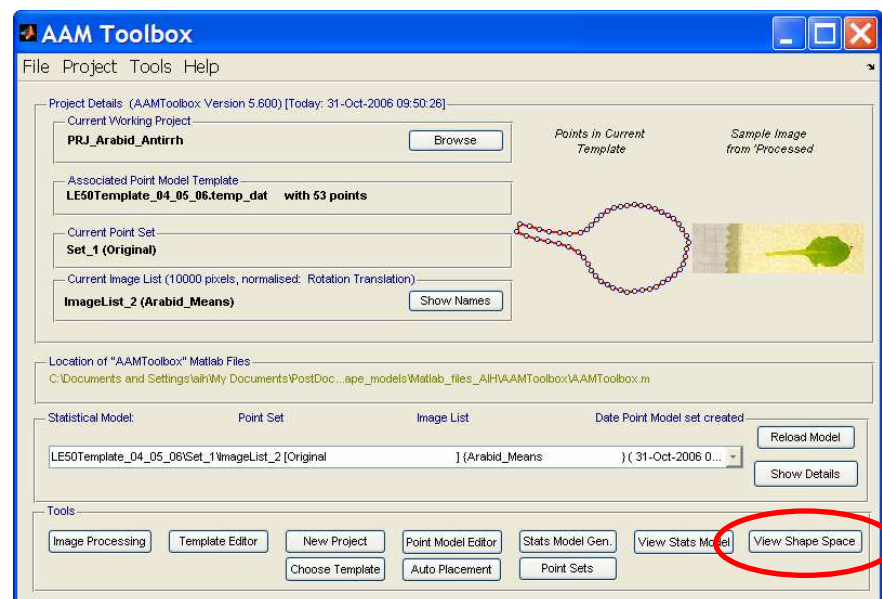 AAM Toolbox
File Project Tools Help
Project Details (AAMToolbox Version 5.600) [Today: 31-Oct-2006 09:50:26]
Current Working Project
PRJ_Arabid_Antirrh
Browse
Points in Current
Template
Sample Image
from 'Processed
Associated Point Model Template
LE50Template_04_05_06.temp_dat with 53 points
Current Point Set
Set_1 (Original)
Current Image List (10000 pixels, normalised: Rotation Translation)
ImageList_2 (Arabid_Means)
Show Names
Location of "AAMToolbox" Matlab Files
C:\Documents and Settings\aih\My Documents\PostDoc...ape_models\Matlab_files_AIH\AAMToolbox\AAMToolbox.m
Statistical Model: Point Set Image List Date Point Model set created
Reload Model
LE50Template_04_05_06\Set_1\ImageList_2 [Original ] {Arabid_Means } ( 31-Oct-2006 0...
Show Details
Tools
Image Processing Template Editor New Project Point Model Editor Stats Model Gen. View Stats Model View Shape Space
Choose Template Auto Placement Point Sets